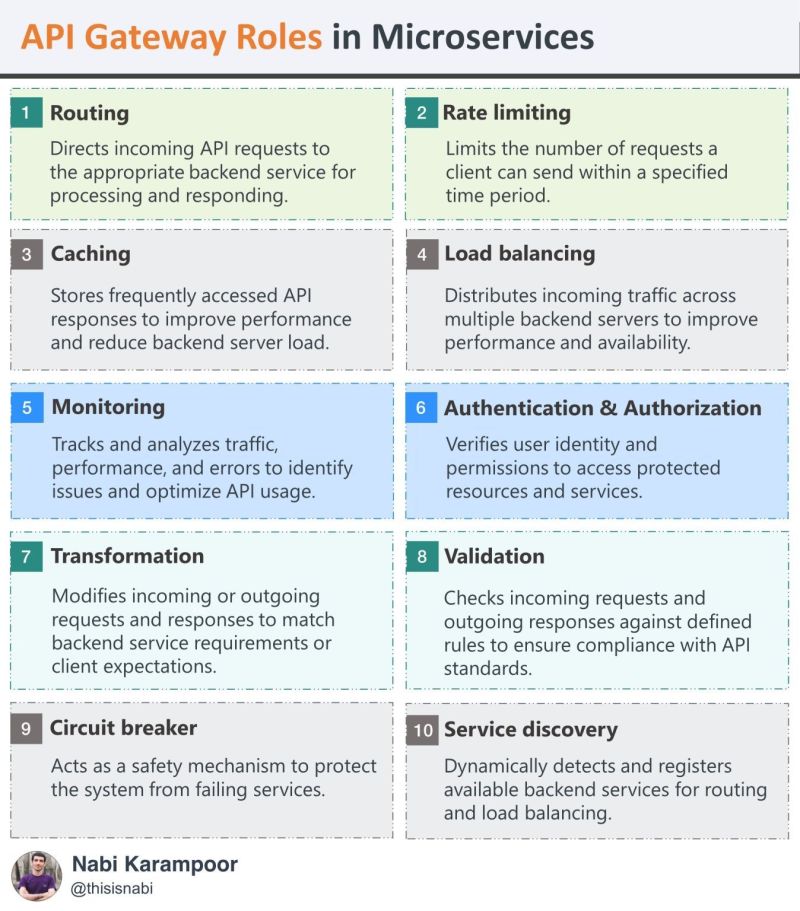 API Gateway Roles in Microservices
1 Routing
Directs incoming API requests to
the appropriate backend service for
processing and responding.
2 Rate limiting
Limits the number of requests a
client can send within a specified
time period.
3 Caching
Stores frequently accessed API
responses to improve performance
and reduce backend server load.
4 Load balancing
Distributes incoming traffic across
multiple backend servers to improve
performance and availability.
5 Monitoring
Tracks and analyzes traffic,
performance, and errors to identify
issues and optimize API usage.
6 Authentication & Authorization
Verifies user identity and
permissions to access protected
resources and services.
7 Transformation
Modifies incoming or outgoing
requests and responses to match
backend service requirements or
client expectations.
8 Validation
Checks incoming requests and
outgoing responses against defined
rules to ensure compliance with API
standards.
9 Circuit breaker
Acts as a safety mechanism to protect
the system from failing services.
10 Service discovery
Dynamically detects and registers
available backend services for routing
and load balancing.
Nabi Karampoor
@thisisnabi